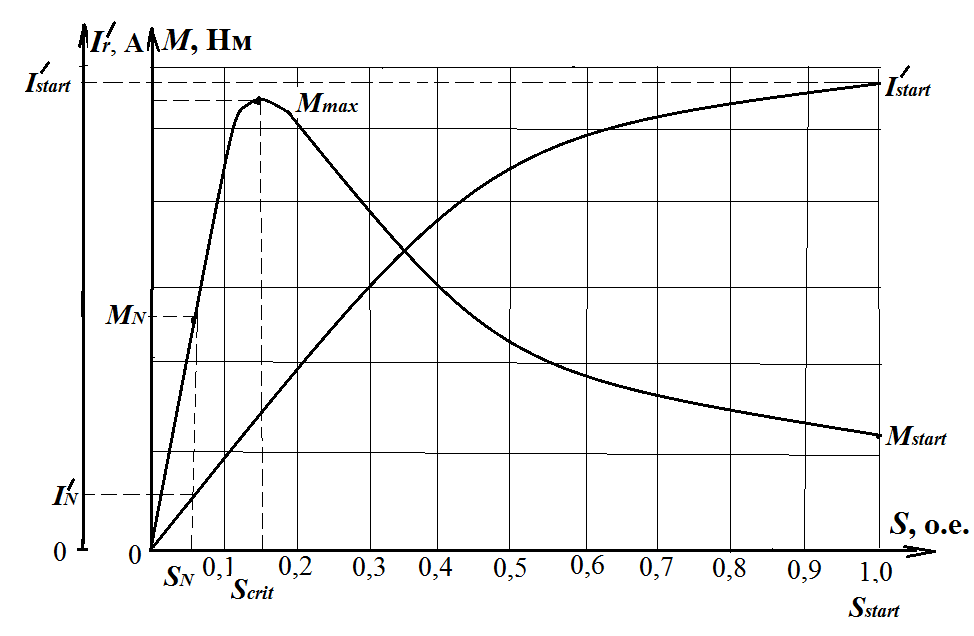 I′r, А M, Нм
I′start
Mmax
I′start
MN
Mstart
I′N
S, о.е.
0 0
SN 0,1 Scrit 0,2 0,3 0,4 0,5 0,6 0,7 0,8 0,9 1,0
Sstart